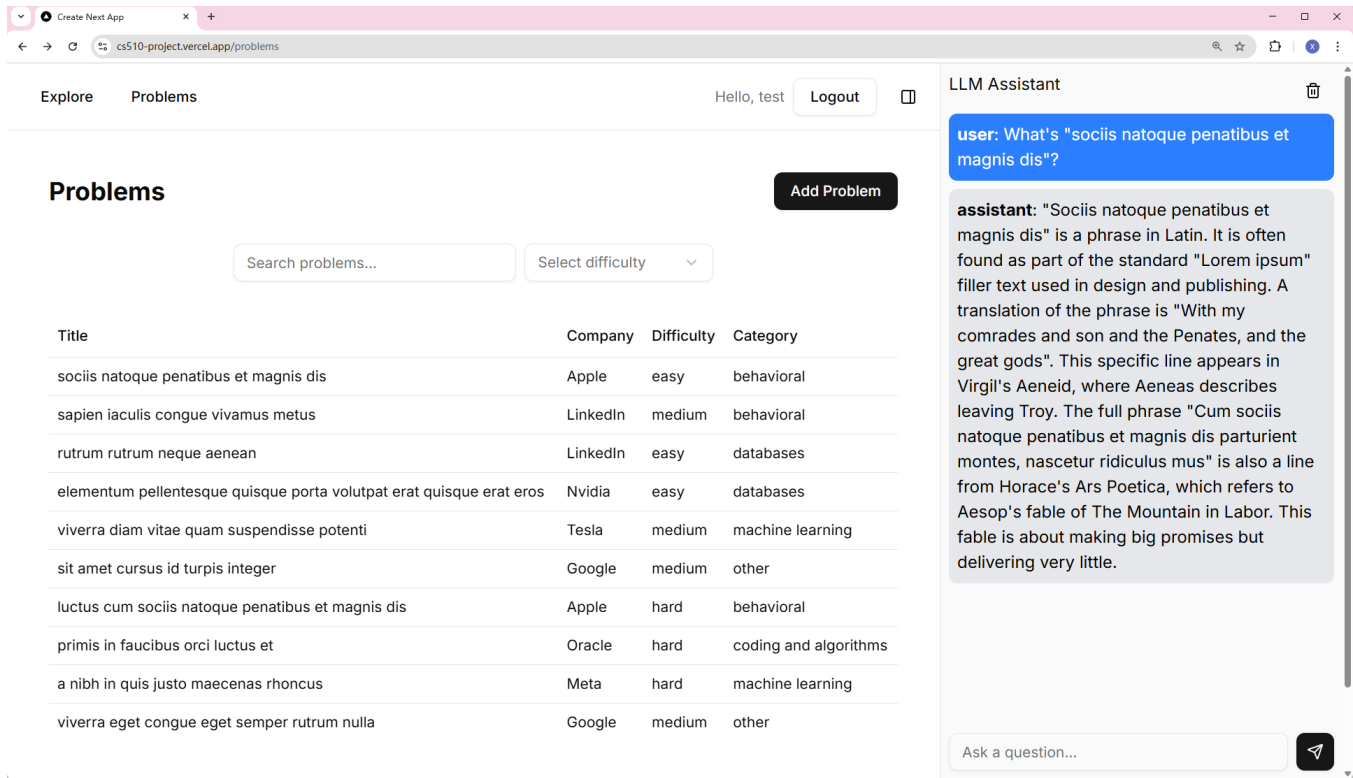 Create Next App
cs510-project.vercel.app/problems
X
Explore Problems Hello, test Logout
Problems
Add Problem
Search problems... Select difficulty
Title Company Difficulty Category
sociis natoque penatibus et magnis dis Apple easy behavioral
sapien iaculis congue vivamus metus LinkedIn medium behavioral
rutrum rutrum neque aenean LinkedIn easy databases
elementum pellentesque quisque porta volutpat erat quisque erat eros Nvidia easy databases
viverra diam vitae quam suspendisse potenti Tesla medium machine learning
sit amet cursus id turpis integer Google medium other
luctus cum sociis natoque penatibus et magnis dis Apple hard behavioral
primis in faucibus orci luctus et Oracle hard coding and algorithms
a nibh in quis justo maecenas rhoncus Meta hard machine learning
viverra eget congue eget semper rutrum nulla Google medium other
LLM Assistant
user: What's "sociis natoque penatibus et
magnis dis"?
assistant: "Sociis natoque penatibus et
magnis dis" is a phrase in Latin. It is often
found as part of the standard "Lorem ipsum"
filler text used in design and publishing. A
translation of the phrase is "With my
comrades and son and the Penates, and the
great gods". This specific line appears in
Virgil's Aeneid, where Aeneas describes
leaving Troy. The full phrase "Cum sociis
natoque penatibus et magnis dis parturient
montes, nascetur ridiculus mus" is also a line
from Horace's Ars Poetica, which refers to
Aesop's fable of The Mountain in Labor. This
fable is about making big promises but
delivering very little.
Ask a question...